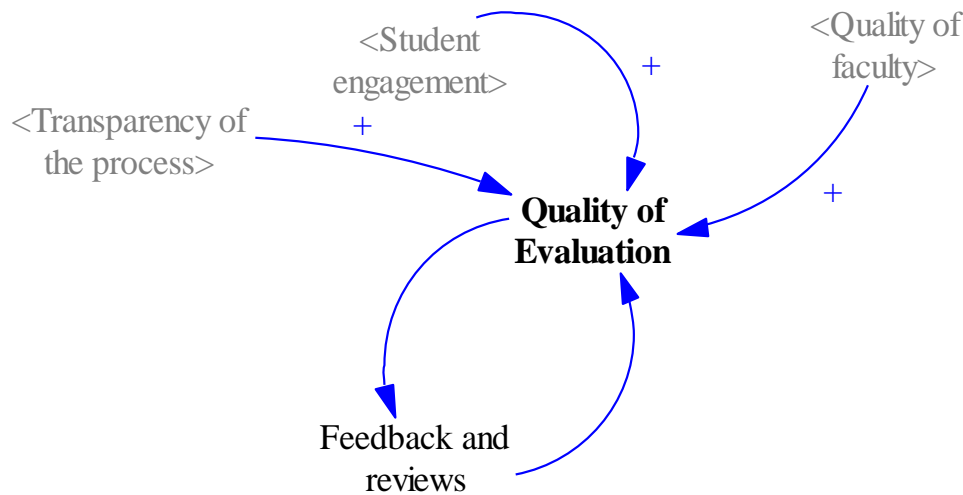 <Student
engagement>
+
<Quality of
faculty>
<Transparency of
the process>
+
+
Quality of
Evaluation
Feedback and
reviews